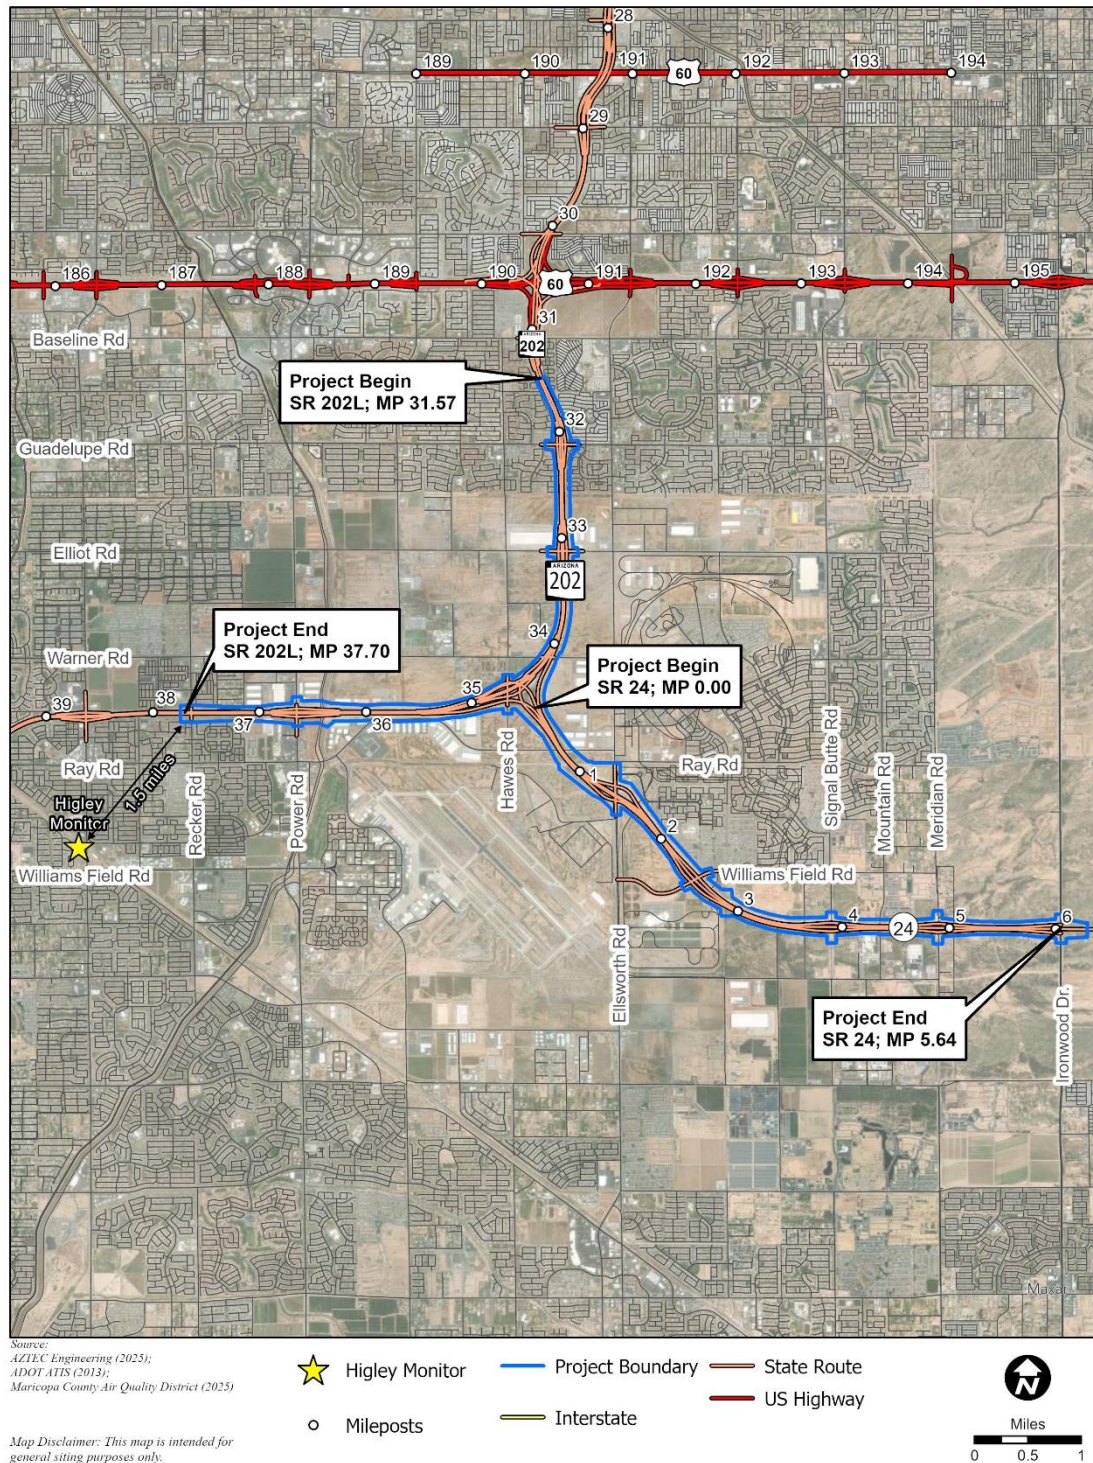 28
189
190
191
60
192
193
194
29
30
186
187
188
189
190
60
191
192
193
194
195
31
Baseline Rd
ARIZONA
202
Project Begin
SR 202L; MP 31.57
32
Guadelupe Rd
33
Elliot Rd
ARIZONA
202
Project End
SR 202L; MP 37.70
34
Project Begin
SR 24; MP 0.00
Warner Rd
35
39
38
37
36
Ray Rd
1.5 miles
Higley
Monitor
Recker Rd
Power Rd
Hawes Rd
1
Ray Rd
Signal Butte Rd
Mountain Rd
Meridian Rd
2
Williams Field Rd
Williams Field Rd
3
4
24
5
6
Ellsworth Rd
Project End
SR 24; MP 5.64
Ironwood Dr.
Maxar
Source:
AZTEC Engineering (2025);
ADOT ATIS (2013);
Maricopa County Air Quality District (2025)
Map Disclaimer: This map is intended for
general siting purposes only.
Higley Monitor
Project Boundary
State Route
US Highway
Mileposts
Interstate
N
Miles
0 0.5 1